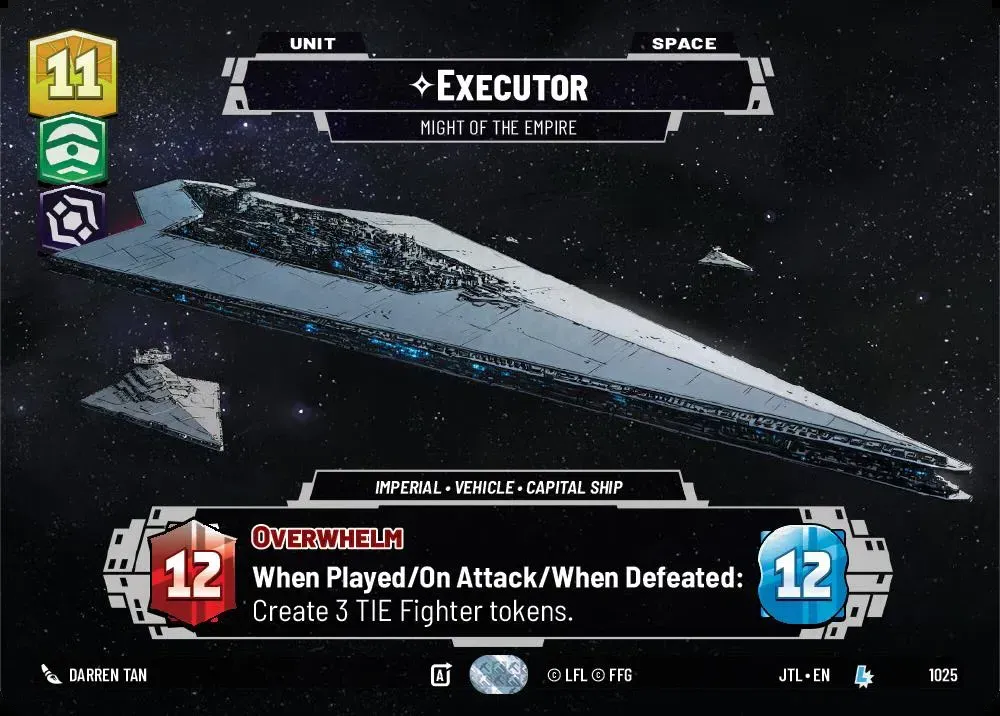 UNIT
SPACE
11
EXECUTOR
MIGHT OF THE EMPIRE
IMPERIAL • VEHICLE • CAPITAL SHIP
12
OVERWHELM
When Played/On Attack/When Defeated:
Create 3 TIE Fighter tokens.
12
DARREN TAN
A
© LFL © FFG
JTL • EN
L
1025